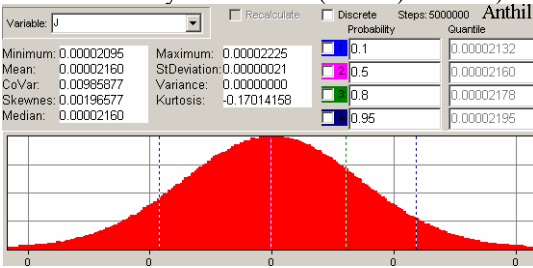 Variable: J
Recalculate
Discrete Steps: 5000000 Anthil
Probability Quantile
Minimum: 0.00002095 Maximum: 0.00002225
1 0.1 0.00002132
Mean: 0.00002160 StDeviation: 0.00000021
2 0.5 0.00002160
CoVar: 0.00985877 Variance: 0.00000000
Skewnes: 0.00196577 Kurtosis: -0.17014158
3 0.8 0.00002178
Median: 0.00002160
4 0.95 0.00002195
0 0 0 0 0